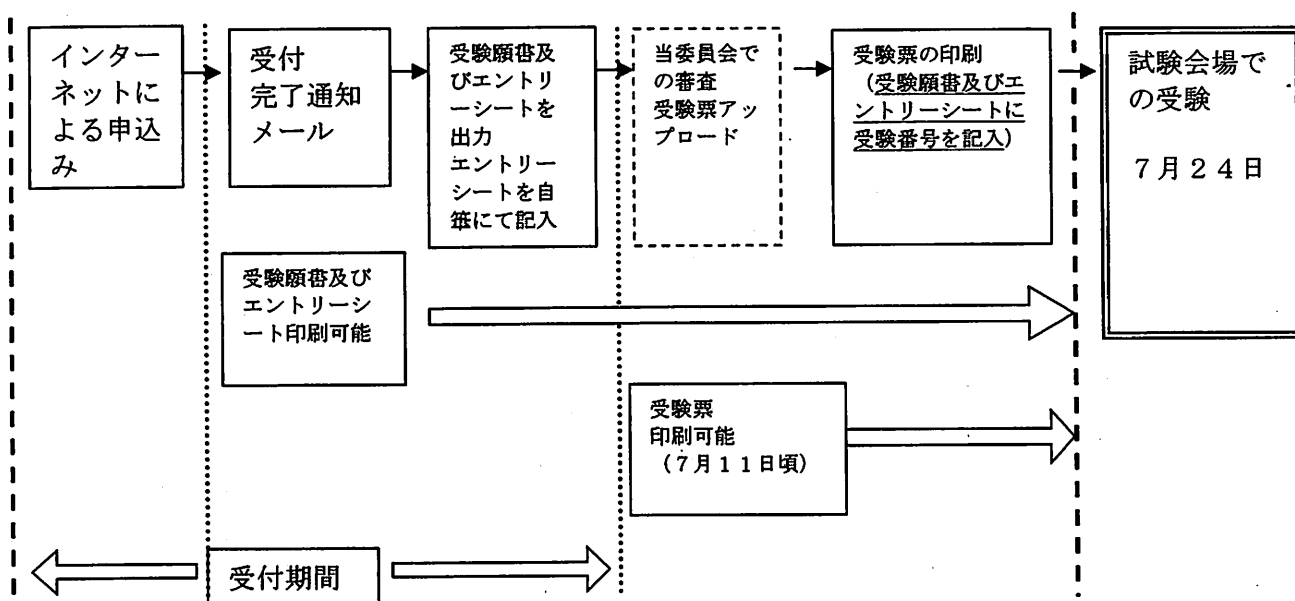 インター
ネットに
よる申込
み
受付
完了通知
メール
受験願書及
びエントリ
ーシートを
出力
エントリー
シートを自
筆にて記入
当委員会で
の審査
受験票アッ
プロード
受験票の印刷
（受験願書及びエ
ントリーシートに
受験番号を記入）
試験会場で
の受験
７月２４日
受験願書及び
エントリーシ
ート印刷可能
受験票
印刷可能
（７月１１日頃）
受付期間